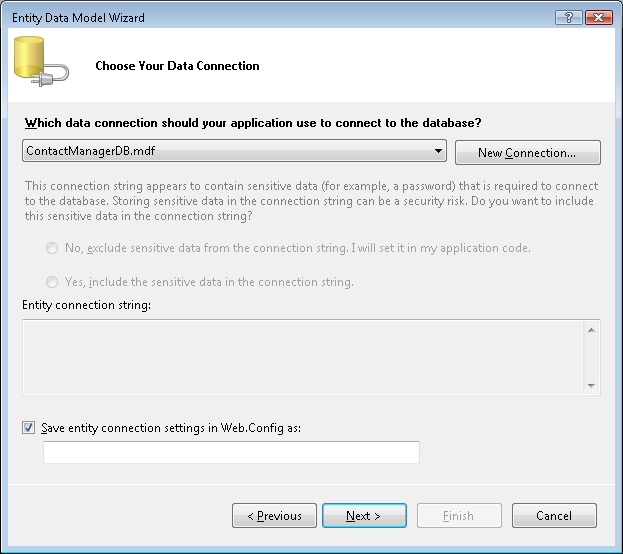 Entity Data Model Wizard
?
Choose Your Data Connection
Which data connection should your application use to connect to the database?
ContactManagerDB.mdf
New Connection...
This connection string appears to contain sensitive data (for example, a password) that is required to connect
to the database. Storing sensitive data in the connection string can be a security risk. Do you want to include
this sensitive data in the connection string?
No, exclude sensitive data from the connection string. I will set it in my application code.
Yes, include the sensitive data in the connection string.
Entity connection string:
Save entity connection settings in Web.Config as:
< Previous
Next >
Finish
Cancel